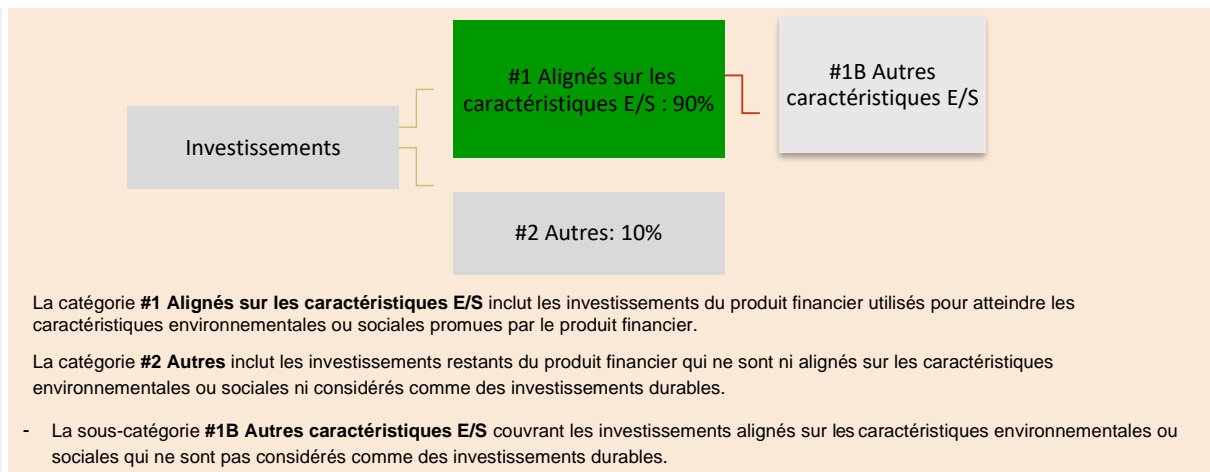 #1 Alignés sur les
caractéristiques E/S : 90%
#1B Autres
caractéristiques E/S
Investissements
#2 Autres: 10%
La catégorie #1 Alignés sur les caractéristiques E/S inclut les investissements du produit financier utilisés pour atteindre les
caractéristiques environnementales ou sociales promues par le produit financier.
La catégorie #2 Autres inclut les investissements restants du produit financier qui ne sont ni alignés sur les caractéristiques
environnementales ou sociales ni considérés comme des investissements durables.
- La sous-catégorie #1B Autres caractéristiques E/S couvrant les investissements alignés sur les caractéristiques environnementales ou
sociales qui ne sont pas considérés comme des investissements durables.